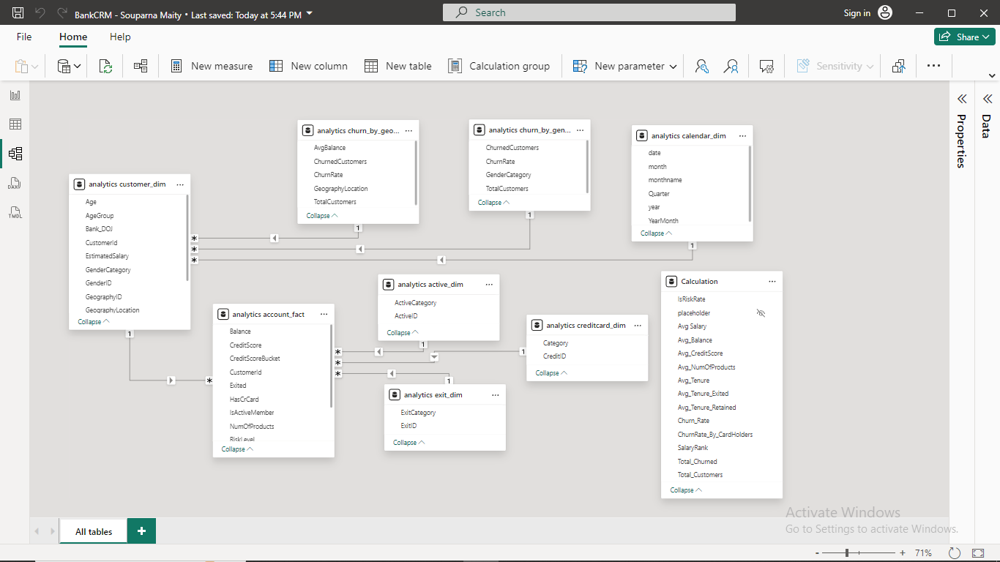 BankCRM - Souparna Maity • Last saved: Today at 5:44 PM
Search
Sign in
File
Home
Help
Share
New measure
New column
New table
Calculation group
New parameter
Sensitivity
DAX
TMDL
Properties
Data
analytics churn_by_geo...
AvgBalance
ChurnedCustomers
ChurnRate
GeographyLocation
TotalCustomers
Collapse
analytics churn_by_gen...
ChurnedCustomers
ChurnRate
GenderCategory
TotalCustomers
Collapse
analytics calendar_dim
date
month
monthname
Quarter
year
YearMonth
Collapse
analytics customer_dim
Age
AgeGroup
Bank_DOJ
CustomerId
EstimatedSalary
GenderCategory
GenderID
GeographyID
GeographyLocation
Collapse
1
1
1
*
*
*
1
*
analytics account_fact
Balance
CreditScore
CreditScoreBucket
CustomerId
Exited
HasCrCard
IsActiveMember
NumOfProducts
RiskLevel
Collapse
analytics active_dim
ActiveCategory
ActiveID
Collapse
1
*
*
*
1
1
analytics creditcard_dim
Category
CreditID
Collapse
analytics exit_dim
ExitCategory
ExitID
Collapse
Calculation
IsRiskRate
placeholder
Avg Salary
Avg_Balance
Avg_CreditScore
Avg_NumOfProducts
Avg_Tenure
Avg_Tenure_Exited
Avg_Tenure_Retained
Churn_Rate
ChurnRate_By_CardHolders
SalaryRank
Total_Churned
Total_Customers
Collapse
Activate Windows
Go to Settings to activate Windows.
All tables
+
- + 71%